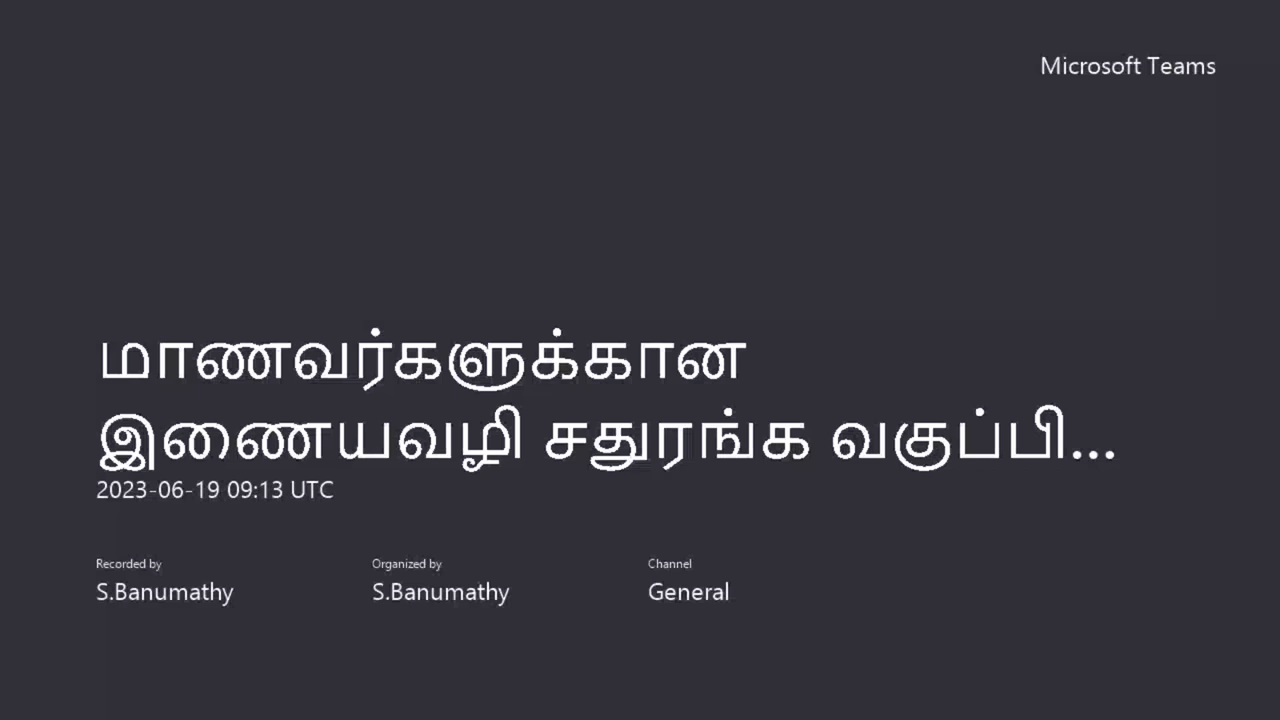 Microsoft Teams
மாணவர்களுக்கான
இணையவழி சதுரங்க வகுப்பி...
2023-06-19 09:13 UTC
Recorded by Organized by Channel
S.Banumathy S.Banumathy General